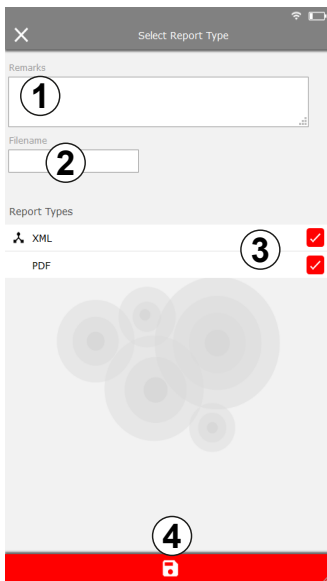 Select Report Type
Remarks
1
Filename
2
Report Types
XML
3
PDF
4